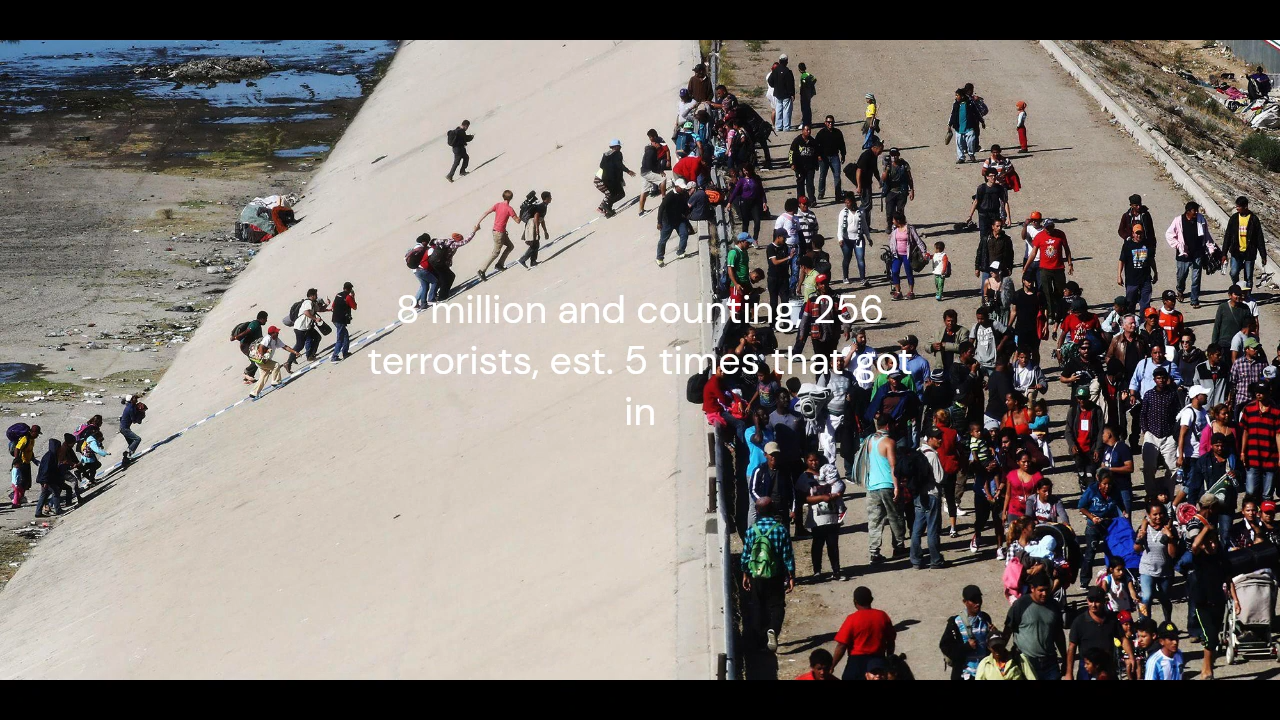 8 million and counting, 256
terrorists, est. 5 times that got
in